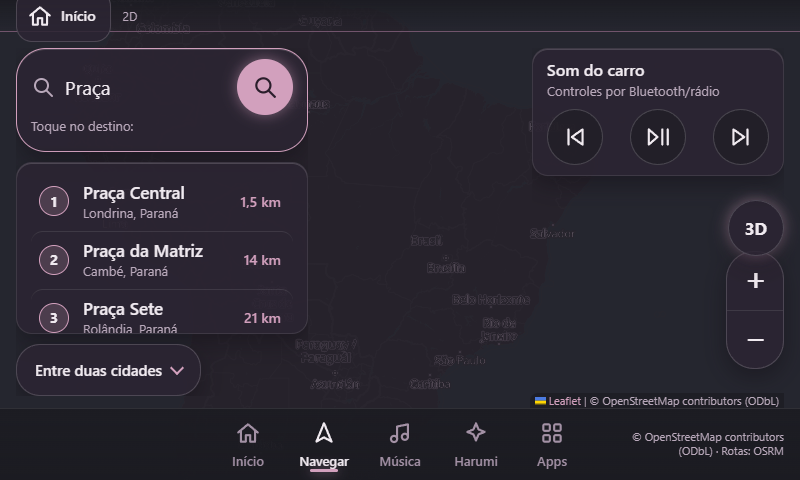 Início
2D
Praça
Toque no destino:
1 Praça Central 1,5 km
Londrina, Paraná
2 Praça da Matriz 14 km
Cambé, Paraná
3 Praça Sete 21 km
Rolândia, Paraná
Entre duas cidades
Som do carro
Controles por Bluetooth/rádio
3D
+
−
Brasil
Brasília
Salvador
Belo Horizonte
São Paulo
Curitiba
Asunción
Leaflet | © OpenStreetMap contributors (ODbL)
Início
Navegar
Música
Harumi
Apps
© OpenStreetMap contributors
(ODbL) · Rotas: OSRM